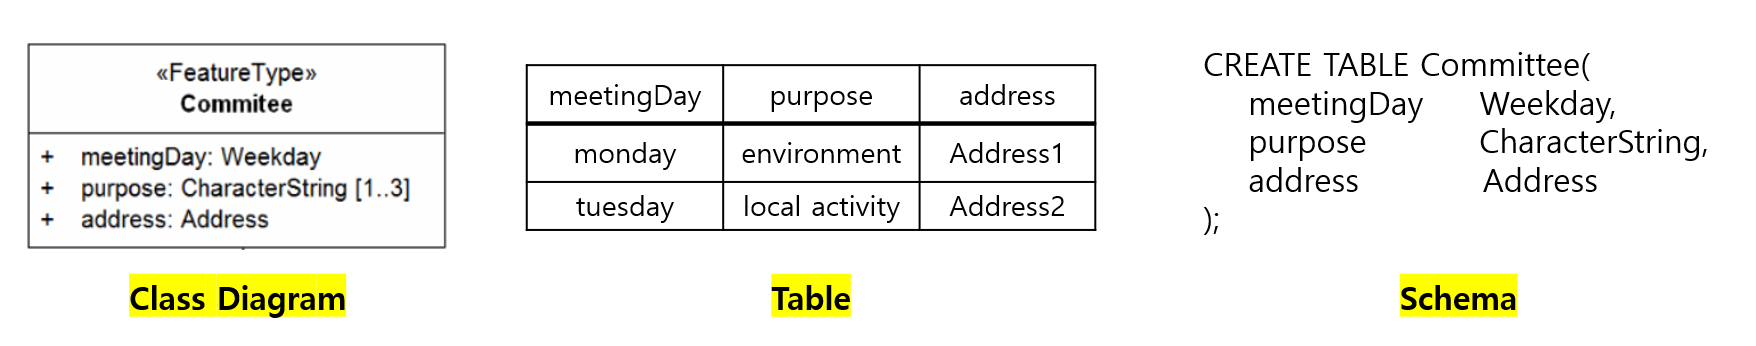 «FeatureType»
Commitee
+ meetingDay: Weekday
+ purpose: CharacterString [1..3]
+ address: Address
Class Diagram
meetingDay purpose address
monday environment Address1
tuesday local activity Address2
Table
CREATE TABLE Committee(
meetingDay Weekday,
purpose CharacterString,
address Address
);
Schema